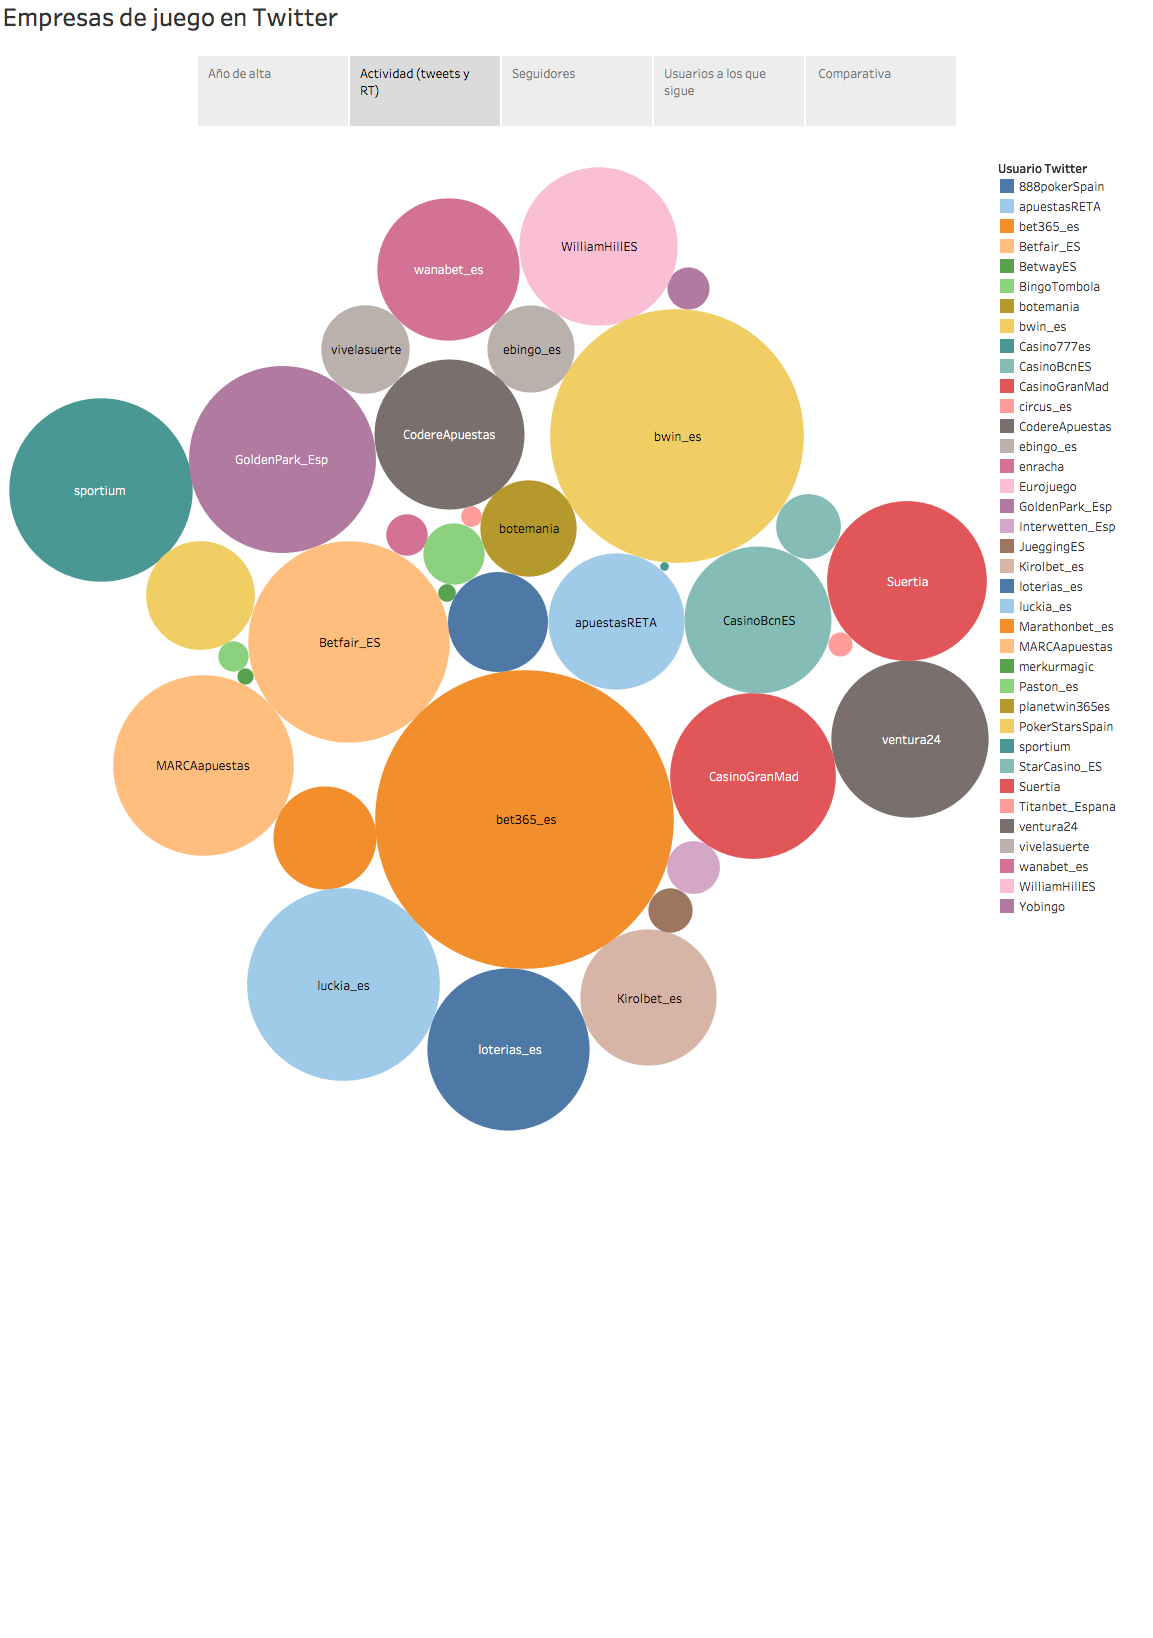 Empresas de juego en Twitter
Año de alta
Actividad (tweets y
RT)
Seguidores
Usuarios a los que
sigue
Comparativa
WilliamHillES
wanabet_es
vivelasuerte
ebingo_es
CodereApuestas
bwin_es
GoldenPark_Esp
sportium
botemania
Suertia
apuestasRETA
CasinoBcnES
Betfair_ES
ventura24
MARCAapuestas
CasinoGranMad
bet365_es
luckia_es
Kirolbet_es
loterias_es
Usuario Twitter
888pokerSpain
apuestasRETA
bet365_es
Betfair_ES
BetwayES
BingoTombola
botemania
bwin_es
Casino777es
CasinoBcnES
CasinoGranMad
circus_es
CodereApuestas
ebingo_es
enracha
Eurojuego
GoldenPark_Esp
Interwetten_Esp
JueggingES
Kirolbet_es
loterias_es
luckia_es
Marathonbet_es
MARCAapuestas
merkurmagic
Paston_es
planetwin365es
PokerStarsSpain
sportium
StarCasino_ES
Suertia
Titanbet_Espana
ventura24
vivelasuerte
wanabet_es
WilliamHillES
Yobingo